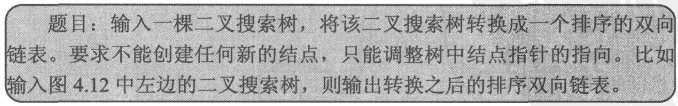 题目：输入一棵二叉搜索树，将该二叉搜索树转换成一个排序的双向
链表。要求不能创建任何新的结点，只能调整树中结点指针的指向。比如
输入图 4.12 中左边的二叉搜索树，则输出转换之后的排序双向链表。